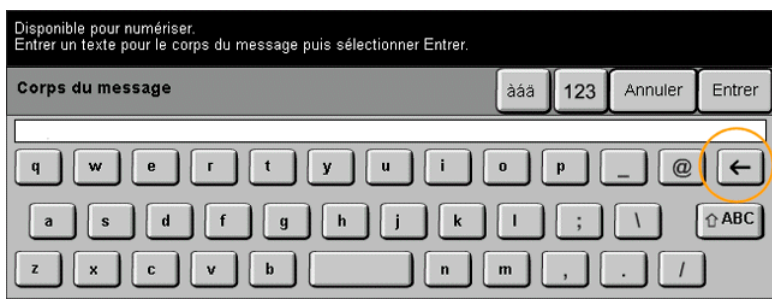 Disponible pour numériser.
Entrer un texte pour le corps du message puis sélectionner Entrer.
Corps du message àáä 123 Annuler Entrer
q w e r t y u i o p _ @ ←
a s d f g h j k l ; \ ⇧ABC
z x c v b n m , . /